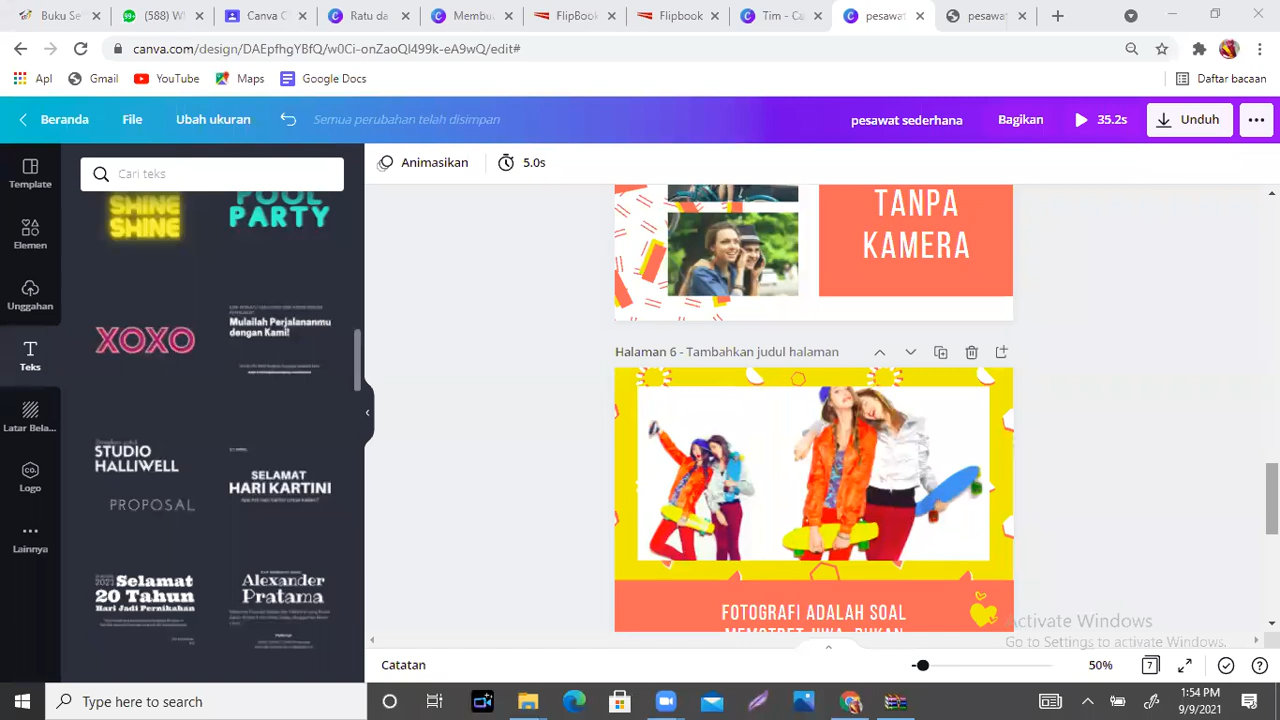 Buku Se
(588) W
Canva C
Ratu da
Membu
FlipBook
Flipbook
Tim - Ca
pesawat
pesawat
canva.com/design/DAEpfhgYBfQ/w0Ci-onZaoQl499k-eA9wQ/edit#
Apl
Gmail
YouTube
Maps
Google Docs
Daftar bacaan
Beranda
File
Ubah ukuran
Semua perubahan telah disimpan
pesawat sederhana
Bagikan
35.2s
Unduh
Template
Elemen
Unggahan
Teks
Latar Bela...
Logo
Lainnya
Cari teks
SHINE
SHINE
POOL
PARTY
XOXO
Mulailah Perjalananmu
dengan Kami!
STUDIO
HALLIWELL
PROPOSAL
SELAMAT
HARI KARTINI
Selamat
20 Tahun
Hari Jadi Pernikahan
Alexander
Pratama
Animasikan
5.0s
TANPA
KAMERA
Halaman 6 - Tambahkan judul halaman
FOTOGRAFI ADALAH SOAL
Activate Windows
Go to Settings to activate Windows.
Catatan
50%
7
Type here to search
1:54 PM
9/9/2021